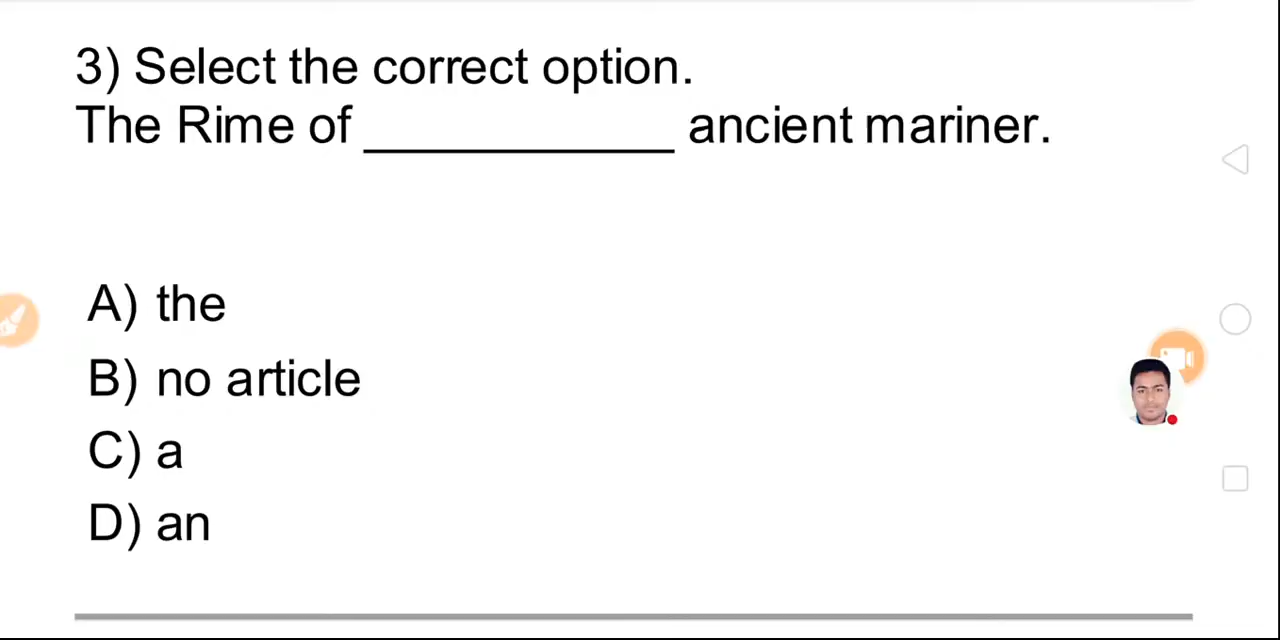 3) Select the correct option.
The Rime of ____________ ancient mariner.
A) the
B) no article
C) a
D) an